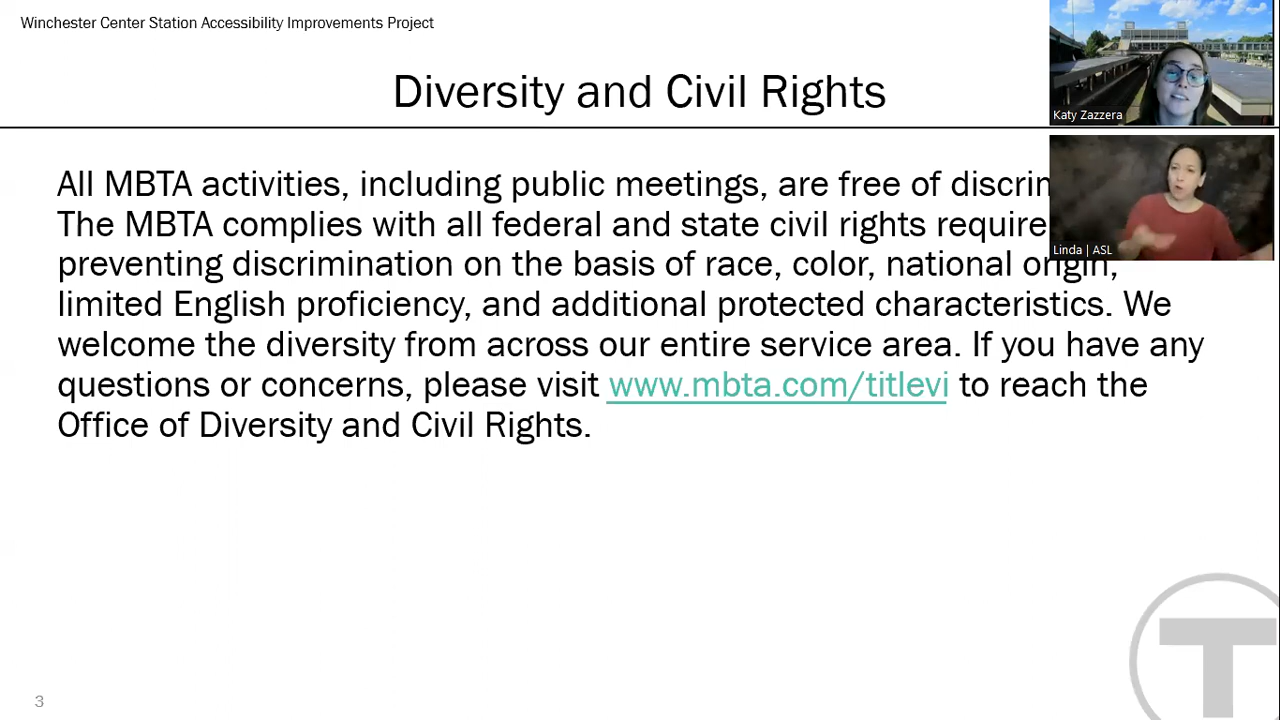 Winchester Center Station Accessibility Improvements Project
Diversity and Civil Rights
Katy Zazzera
All MBTA activities, including public meetings, are free of discrim
The MBTA complies with all federal and state civil rights require
Linda | ASL
preventing discrimination on the basis of race, color, national origin,
limited English proficiency, and additional protected characteristics. We
welcome the diversity from across our entire service area. If you have any
questions or concerns, please visit www.mbta.com/titlevi to reach the
Office of Diversity and Civil Rights.
T
3